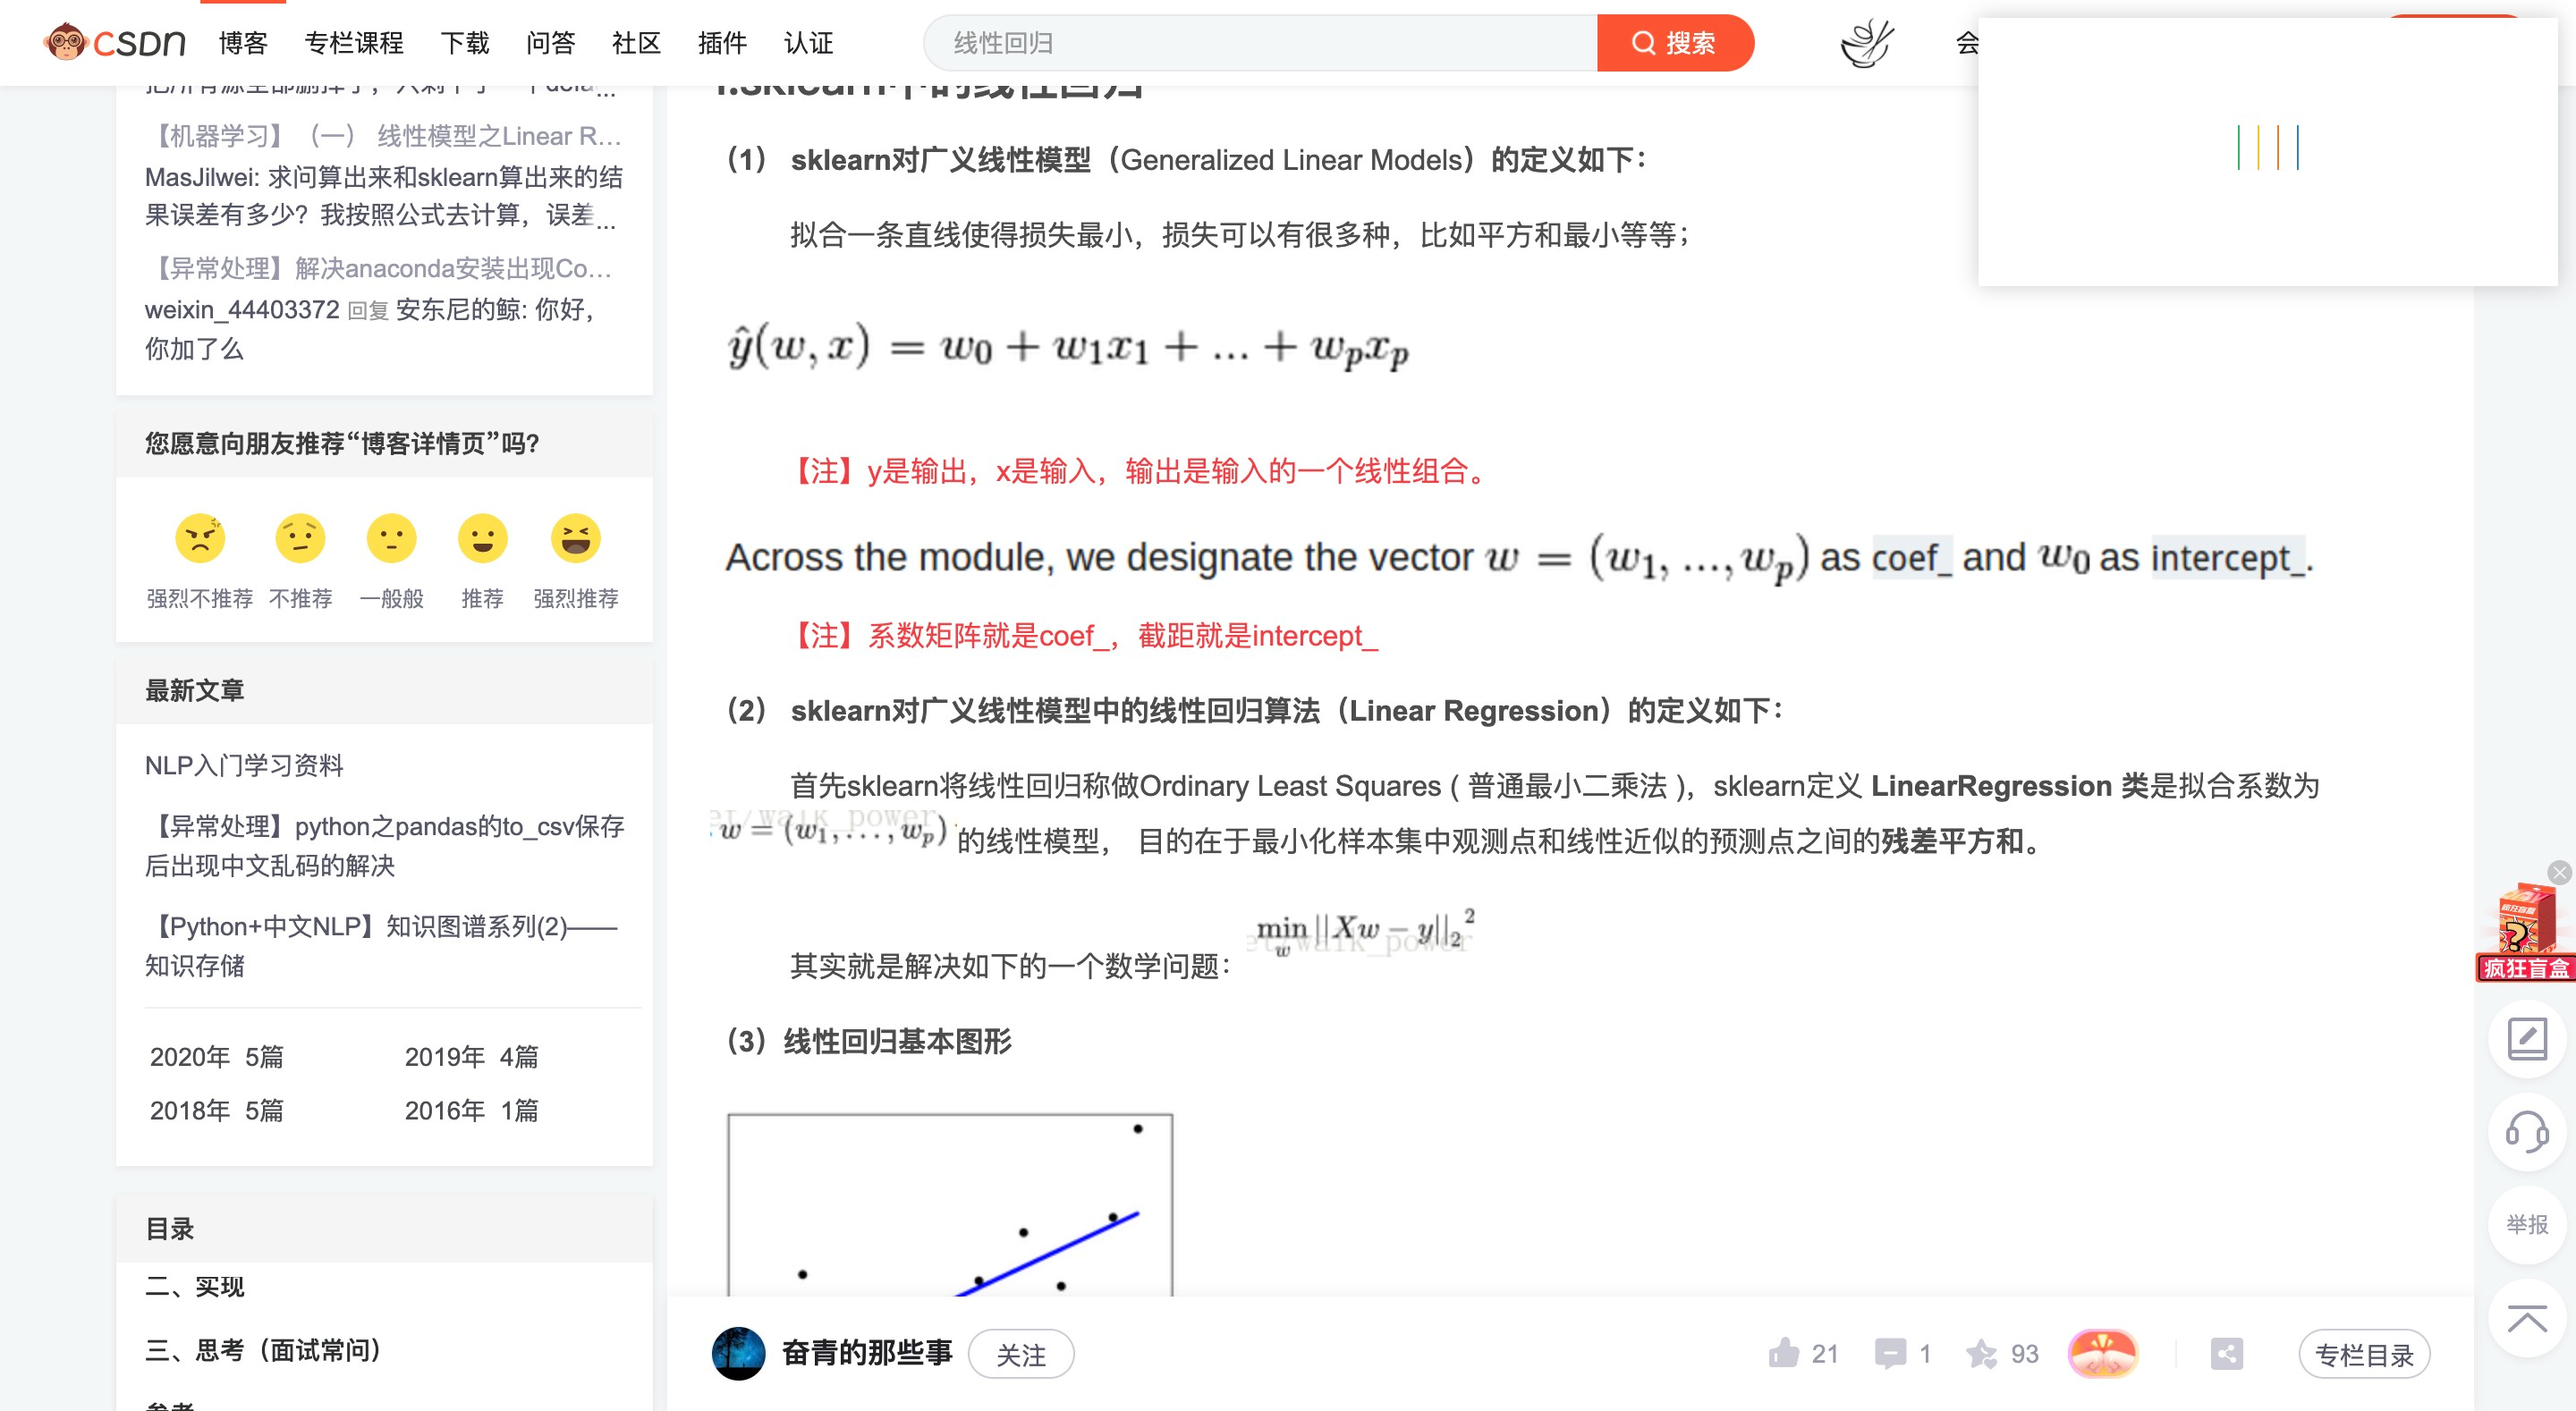 CSDN 博客 专栏课程 下载 问答 社区 插件 认证 线性回归 搜索 会
【机器学习】（一） 线性模型之Linear R...
MasJilwei: 求问算出来和sklearn算出来的结
果误差有多少？我按照公式去计算，误差...
【异常处理】解决anaconda安装出现Co...
weixin_44403372 回复 安东尼的鲸: 你好，
你加了么
您愿意向朋友推荐“博客详情页”吗?
强烈不推荐 不推荐 一般般 推荐 强烈推荐
最新文章
NLP入门学习资料
【异常处理】python之pandas的to_csv保存
后出现中文乱码的解决
【Python+中文NLP】知识图谱系列(2)——
知识存储
2020年 5篇 2019年 4篇
2018年 5篇 2016年 1篇
目录
二、实现
三、思考（面试常问）
1.sklearn中的线性回归
（1） sklearn对广义线性模型（Generalized Linear Models）的定义如下：
拟合一条直线使得损失最小，损失可以有很多种，比如平方和最小等等；
ŷ(w, x) = w₀ + w₁x₁ + ... + wₚxₚ
【注】y是输出，x是输入，输出是输入的一个线性组合。
Across the module, we designate the vector w = (w₁, ..., wₚ) as coef_ and w₀ as intercept_.
【注】系数矩阵就是coef_，截距就是intercept_
（2） sklearn对广义线性模型中的线性回归算法（Linear Regression）的定义如下：
首先sklearn将线性回归称做Ordinary Least Squares ( 普通最小二乘法 )，sklearn定义 LinearRegression 类是拟合系数为
w = (w₁, . . . , wₚ) 的线性模型， 目的在于最小化样本集中观测点和线性近似的预测点之间的残差平方和。
et/walk_power
其实就是解决如下的一个数学问题： min_w ||Xw − y||₂²
et/walk_power
（3）线性回归基本图形
奋青的那些事 关注 21 1 93 专栏目录
疯狂盲盒
疯狂盲盒
举报